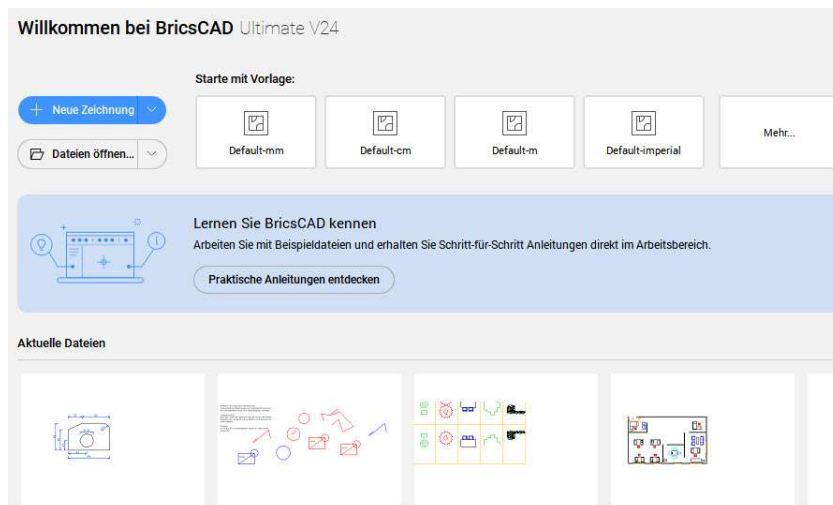 Willkommen bei BricsCAD Ultimate V24
Starte mit Vorlage:
Neue Zeichnung
Dateien öffnen...
Default-mm
Default-cm
Default-m
Default-imperial
Mehr...
Lernen Sie BricsCAD kennen
Arbeiten Sie mit Beispieldateien und erhalten Sie Schritt-für-Schritt Anleitungen direkt im Arbeitsbereich.
Praktische Anleitungen entdecken
Aktuelle Dateien